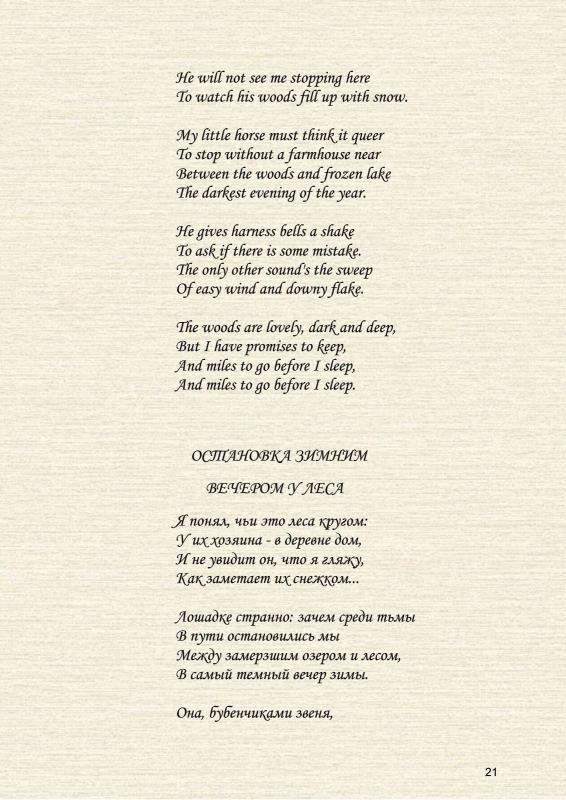 He will not see me stopping here
To watch his woods fill up with snow.
My little horse must think it queer
To stop without a farmhouse near
Between the woods and frozen lake
The darkest evening of the year.
He gives harness bells a shake
To ask if there is some mistake.
The only other sound's the sweep
Of easy wind and downy flake.
The woods are lovely, dark and deep,
But I have promises to keep,
And miles to go before I sleep,
And miles to go before I sleep.
ОСТАНОВКА ЗИМНИМ
ВЕЧЕРОМ У ЛЕСА
Я понял, чьи это леса кругом:
У их хозяина - в деревне дом,
И не увидит он, что я гляжу,
Как заметает их снежком...
Лошадке странно: зачем среди тьмы
В пути остановились мы
Между замерзшим озером и лесом,
В самый темный вечер зимы.
Она, бубенчиками звеня,
21